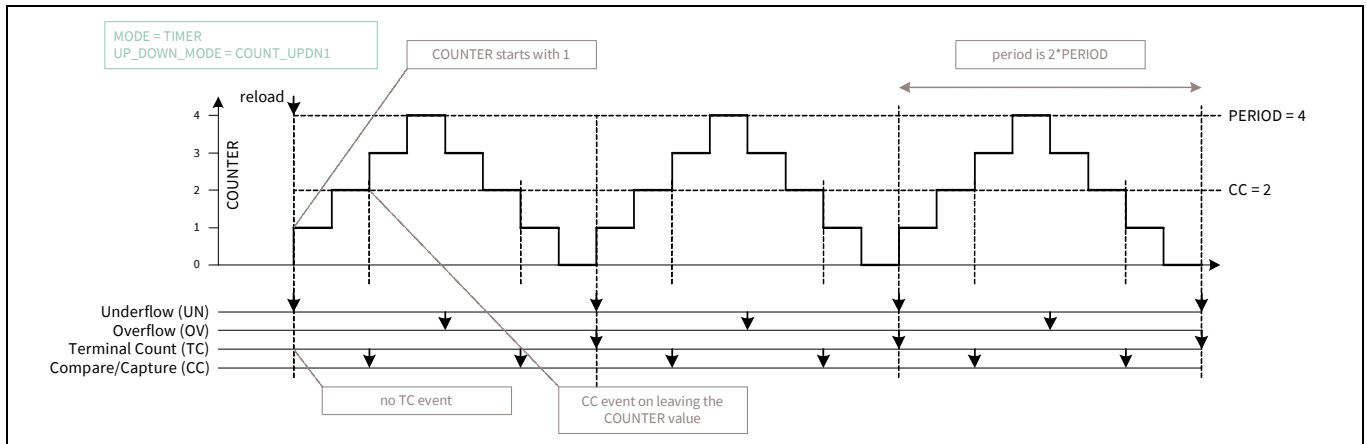 MODE = TIMER
UP_DOWN_MODE = COUNT_UPDN1
COUNTER starts with 1
period is 2*PERIOD
reload
4
PERIOD = 4
3
COUNTER
2
CC = 2
1
0
Underflow (UN)
Overflow (OV)
Terminal Count (TC)
Compare/Capture (CC)
no TC event
CC event on leaving the
COUNTER value